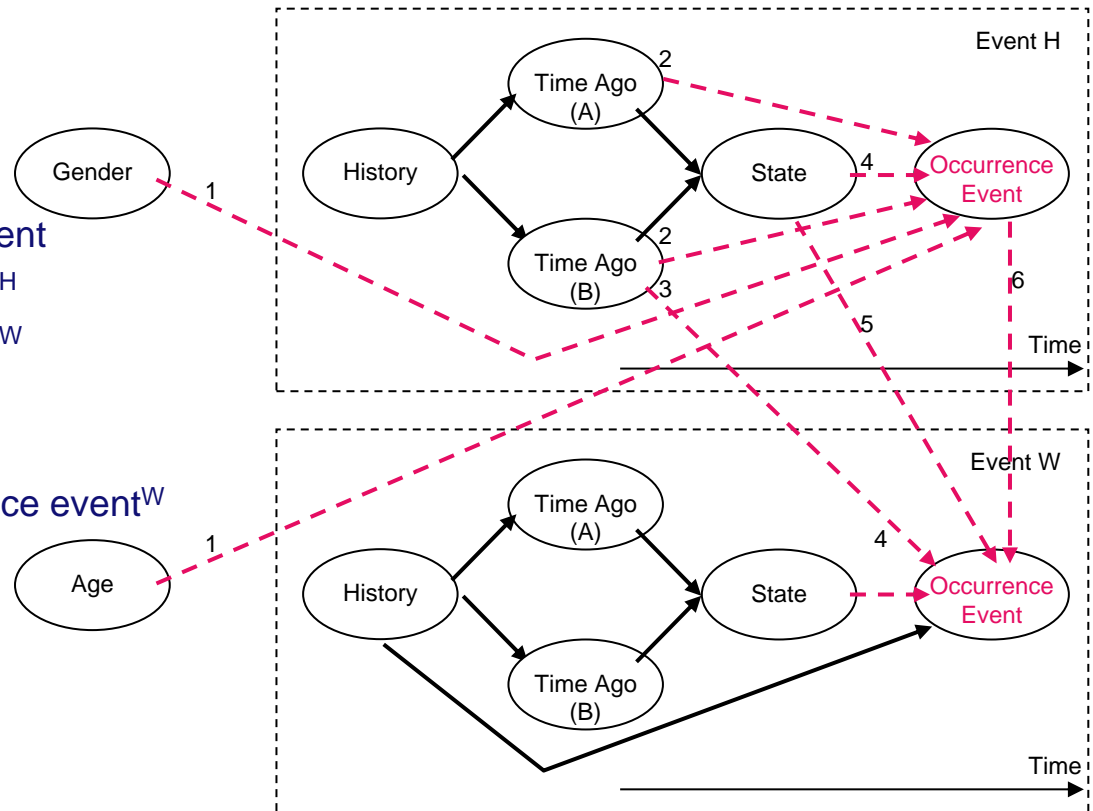 Event H
2
Time Ago
(A)
Gender
1
History
State
4
Occurrence
Event
ent
H
W
2
Time Ago
(B)
3
6
5
Time
Event W
ce eventW
1
Time Ago
(A)
4
Age
History
State
Occurrence
Event
Time Ago
(B)
Time